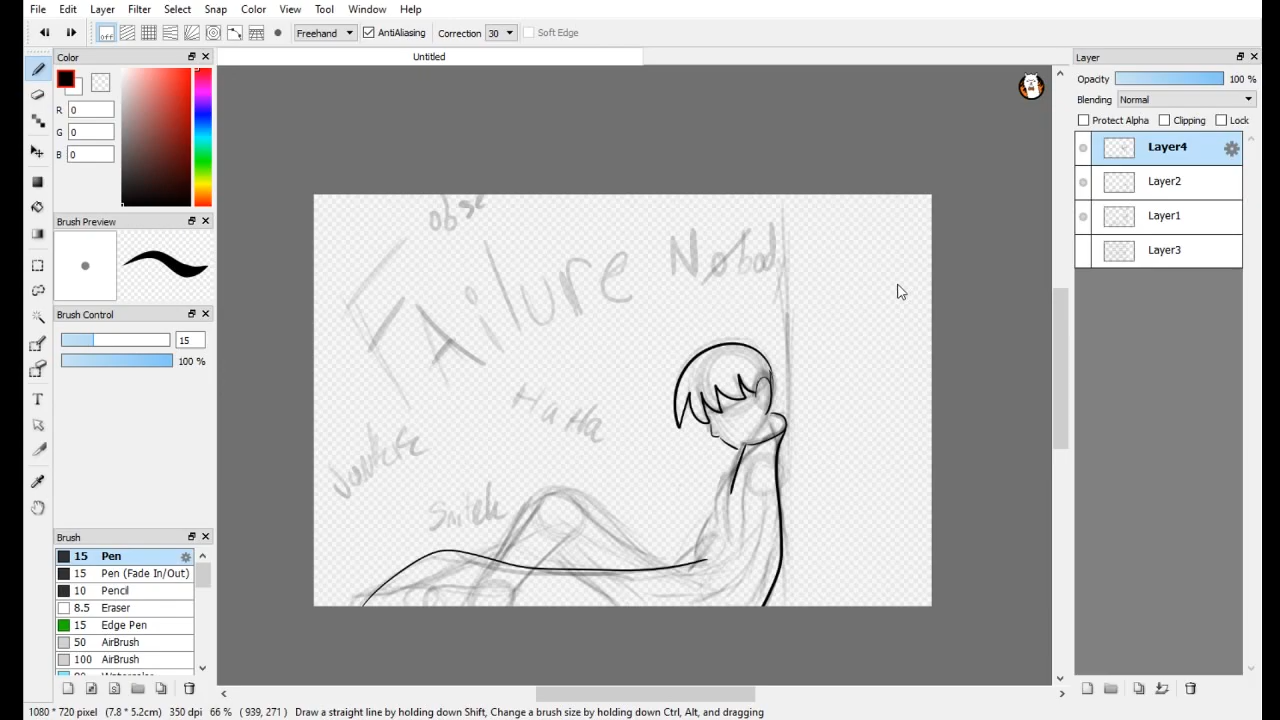 File Edit Layer Filter Select Snap Color View Tool Window Help
off Freehand AntiAliasing Correction 30 Soft Edge
Untitled
Color
R 0
G 0
B 0
Brush Preview
Brush Control
15
100 %
Brush
15 Pen
15 Pen (Fade In/Out)
10 Pencil
8.5 Eraser
15 Edge Pen
50 AirBrush
100 AirBrush
FAilure Nobody
HaHa
Layer
Opacity 100 %
Blending Normal
Protect Alpha Clipping Lock
Layer4
Layer2
Layer1
Layer3
1080 * 720 pixel (7.8 * 5.2cm) 350 dpi 66 % ( 939, 271 ) Draw a straight line by holding down Shift, Change a brush size by holding down Ctrl, Alt, and dragging